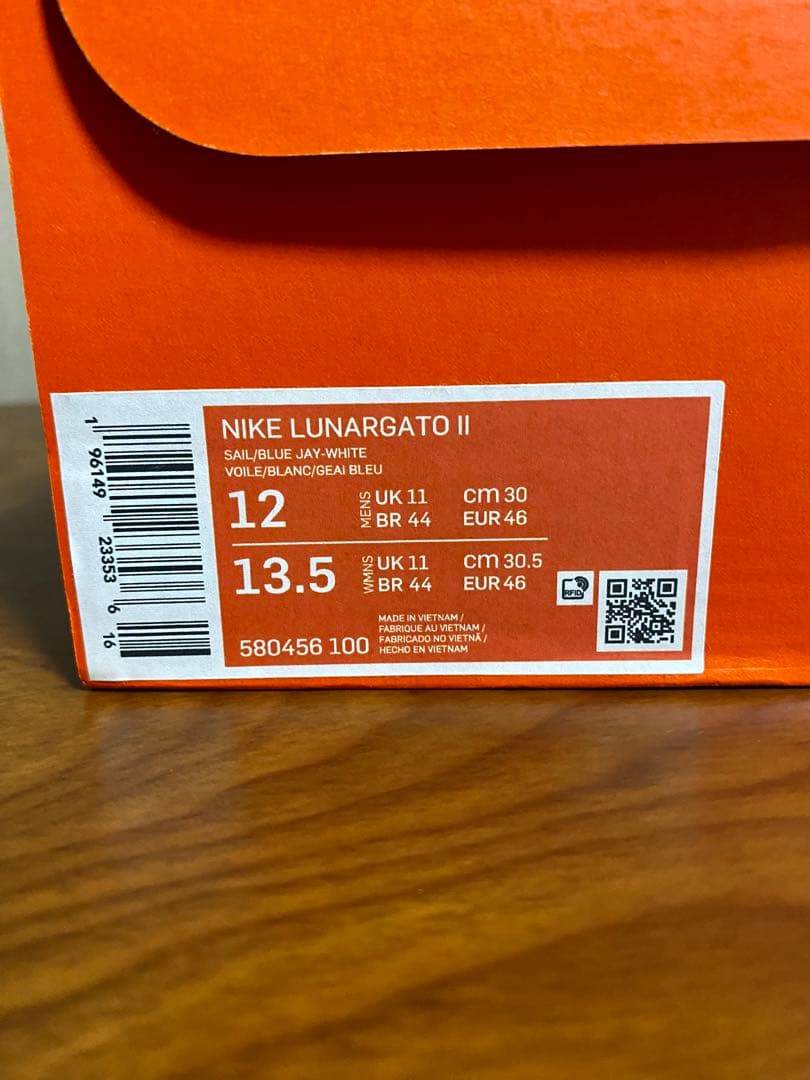 NIKE LUNARGATO II
SAIL/BLUE JAY-WHITE
VOILE/BLANC/GEAI BLEU
12 MENS UK 11 cm 30
BR 44 EUR 46
13.5 WMNS UK 11 cm 30.5
BR 44 EUR 46
RFID
MADE IN VIETNAM /
FABRIQUE AU VIETNAM /
FABRICADO NO VIETNÃ /
HECHO EN VIETNAM
580456 100
1 96149 23353 6 16